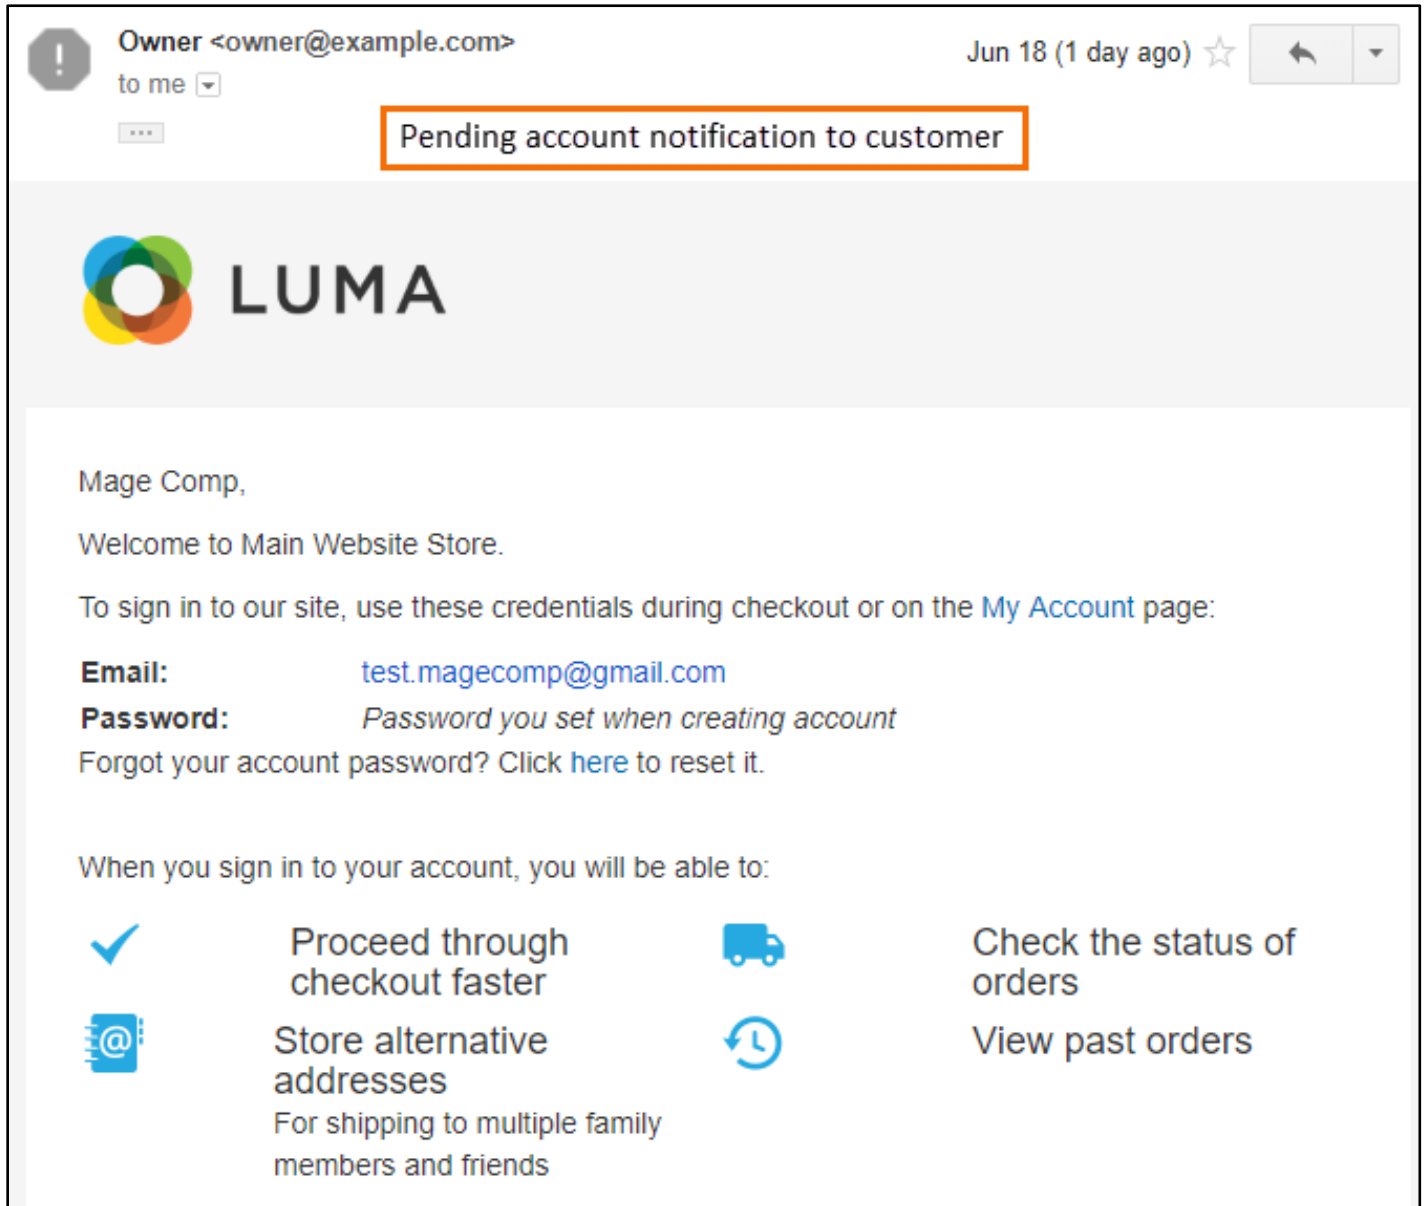 Owner <owner@example.com>
Jun 18 (1 day ago)
to me
Pending account notification to customer
LUMA
Mage Comp,
Welcome to Main Website Store.
To sign in to our site, use these credentials during checkout or on the My Account page:
Email: test.magecomp@gmail.com
Password: Password you set when creating account
Forgot your account password? Click here to reset it.
When you sign in to your account, you will be able to:
Proceed through
checkout faster
Check the status of
orders
Store alternative
addresses
For shipping to multiple family
members and friends
View past orders